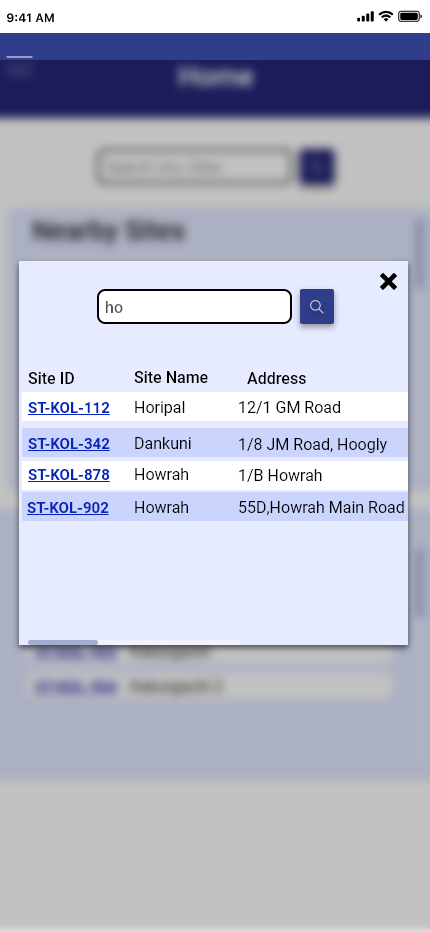 9:41 AM
Home
Nearby Sites
ho
Site ID Site Name Address
ST-KOL-112 Horipal 12/1 GM Road
ST-KOL-342 Dankuni 1/8 JM Road, Hoogly
ST-KOL-878 Howrah 1/B Howrah
ST-KOL-902 Howrah 55D,Howrah Main Road